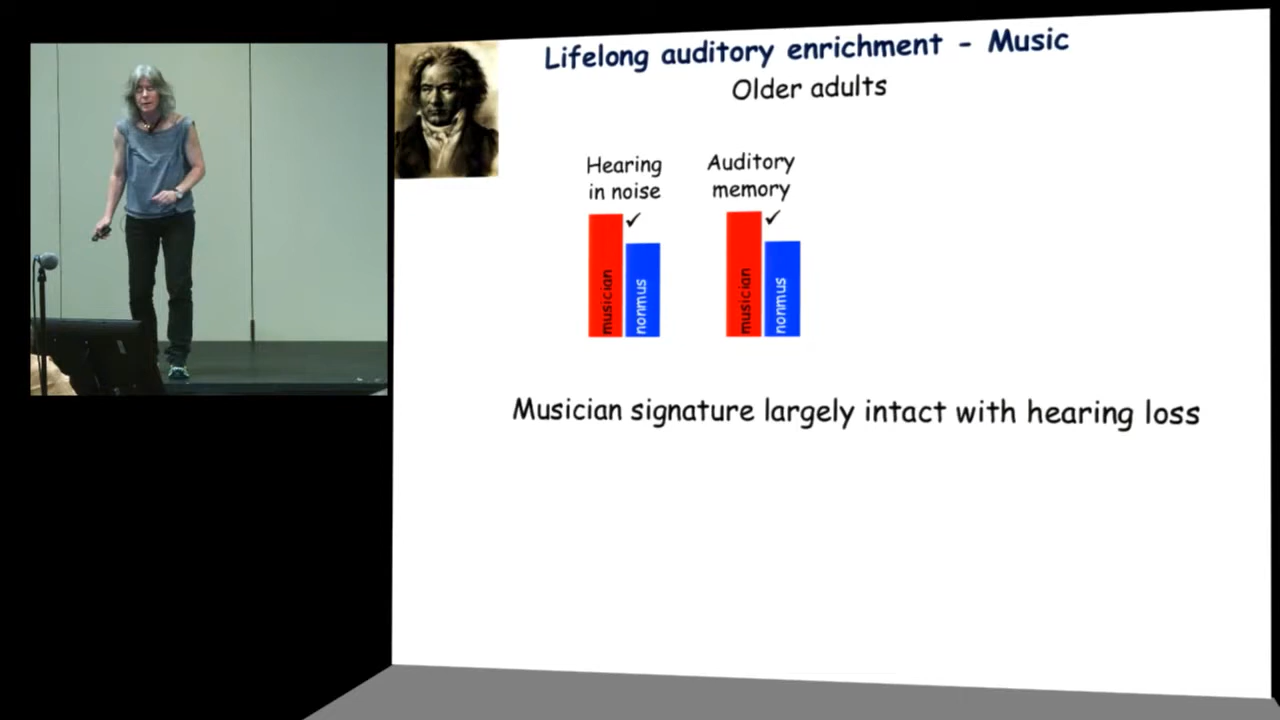 Lifelong auditory enrichment - Music
Older adults
Hearing
in noise
Auditory
memory
✓
✓
musician
nonmus
musician
nonmus
Musician signature largely intact with hearing loss